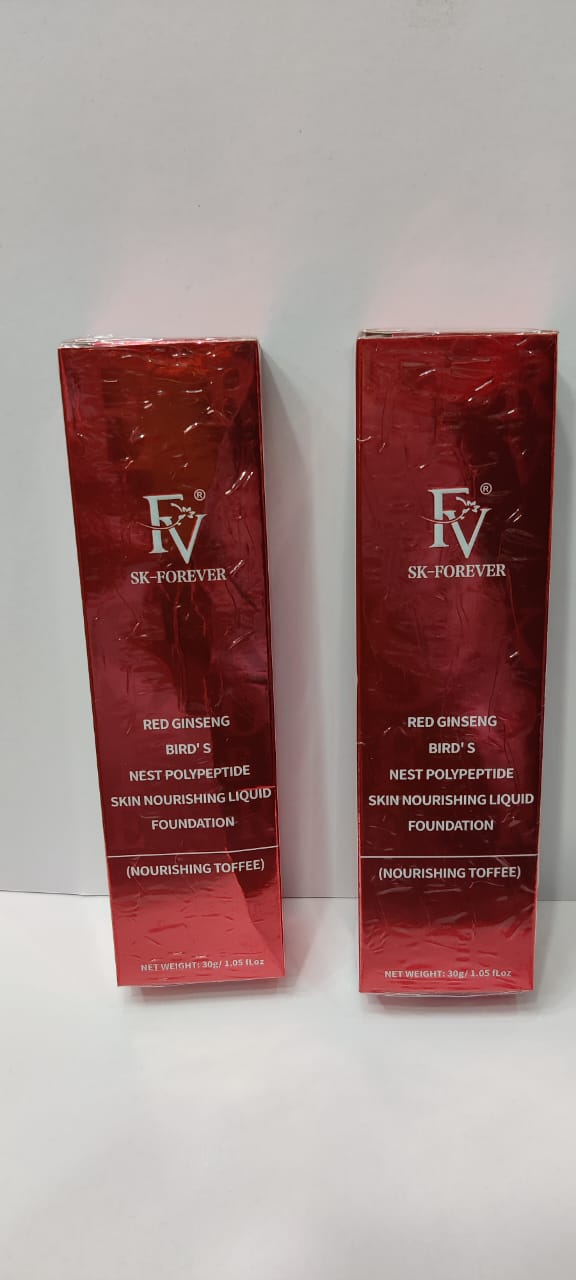 FV®
SK-FOREVER
RED GINSENG
BIRD' S
NEST POLYPEPTIDE
SKIN NOURISHING LIQUID
FOUNDATION
(NOURISHING TOFFEE)
NET WEIGHT: 30g/ 1.05 fl.oz
FV®
SK-FOREVER
RED GINSENG
BIRD' S
NEST POLYPEPTIDE
SKIN NOURISHING LIQUID
FOUNDATION
(NOURISHING TOFFEE)
NET WEIGHT: 30g/ 1.05 fl.oz